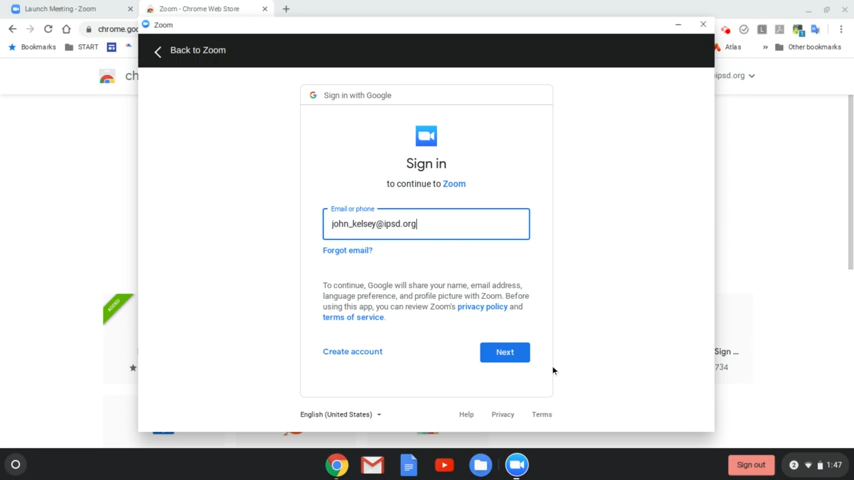 Launch Meeting - Zoom
Zoom - Chrome Web Store
Zoom
Bookmarks
START
Atlas
Other bookmarks
Back to Zoom
ipsd.org
Sign in with Google
Sign in
to continue to Zoom
Email or phone
john_kelsey@ipsd.org
Forgot email?
To continue, Google will share your name, email address,
language preference, and profile picture with Zoom. Before
using this app, you can review Zoom's privacy policy and
terms of service.
Create account
Next
Sign ...
734
English (United States)
Help
Privacy
Terms
Sign out
2
1:47